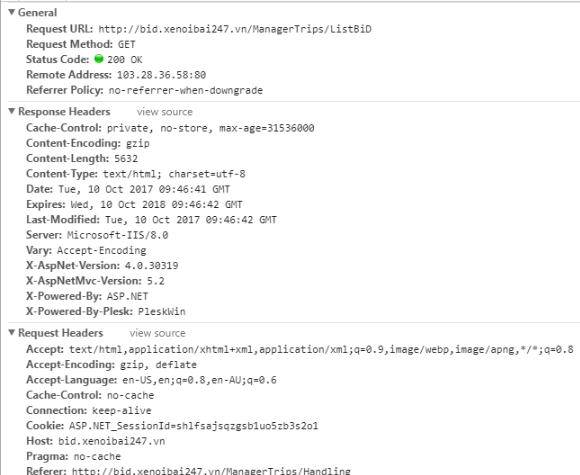 General
Request URL: http://bid.xenoibai247.vn/ManagerTrips/ListBiD
Request Method: GET
Status Code: 200 OK
Remote Address: 103.28.36.58:80
Referrer Policy: no-referrer-when-downgrade
Response Headers view source
Cache-Control: private, no-store, max-age=31536000
Content-Encoding: gzip
Content-Length: 5632
Content-Type: text/html; charset=utf-8
Date: Tue, 10 Oct 2017 09:46:41 GMT
Expires: Wed, 10 Oct 2018 09:46:42 GMT
Last-Modified: Tue, 10 Oct 2017 09:46:42 GMT
Server: Microsoft-IIS/8.0
Vary: Accept-Encoding
X-AspNet-Version: 4.0.30319
X-AspNetMvc-Version: 5.2
X-Powered-By: ASP.NET
X-Powered-By-Plesk: PleskWin
Request Headers view source
Accept: text/html,application/xhtml+xml,application/xml;q=0.9,image/webp,image/apng,*/*;q=0.8
Accept-Encoding: gzip, deflate
Accept-Language: en-US,en;q=0.8,en-AU;q=0.6
Cache-Control: no-cache
Connection: keep-alive
Cookie: ASP.NET_SessionId=shlfsajsqzgsb1uo5zb3s2o1
Host: bid.xenoibai247.vn
Pragma: no-cache
Referer: http://bid.xenoibai247.vn/ManagerTrips/Handling